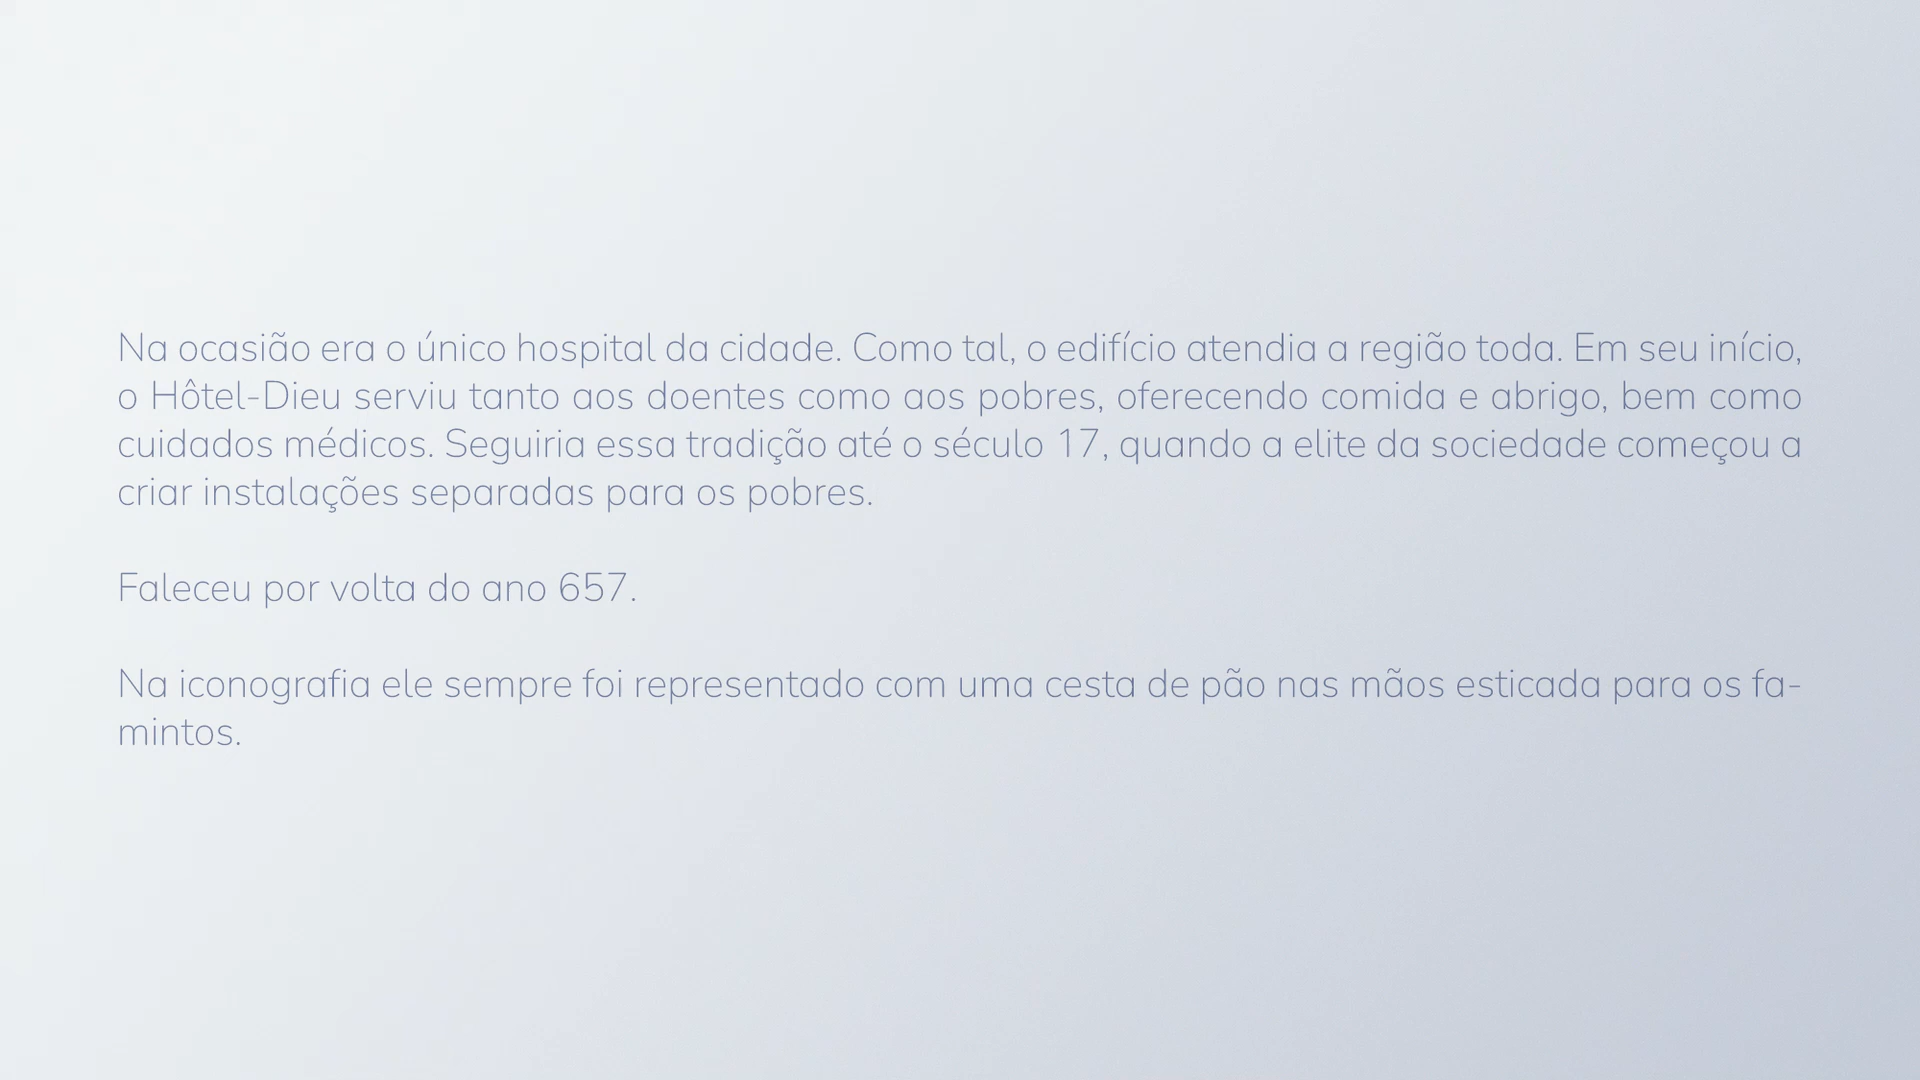 Na ocasião era o único hospital da cidade. Como tal, o edifício atendia a região toda. Em seu início,
o Hôtel-Dieu serviu tanto aos doentes como aos pobres, oferecendo comida e abrigo, bem como
cuidados médicos. Seguiria essa tradição até o século 17, quando a elite da sociedade começou a
criar instalações separadas para os pobres.
Faleceu por volta do ano 657.
Na iconografia ele sempre foi representado com uma cesta de pão nas mãos esticada para os fa-
mintos.